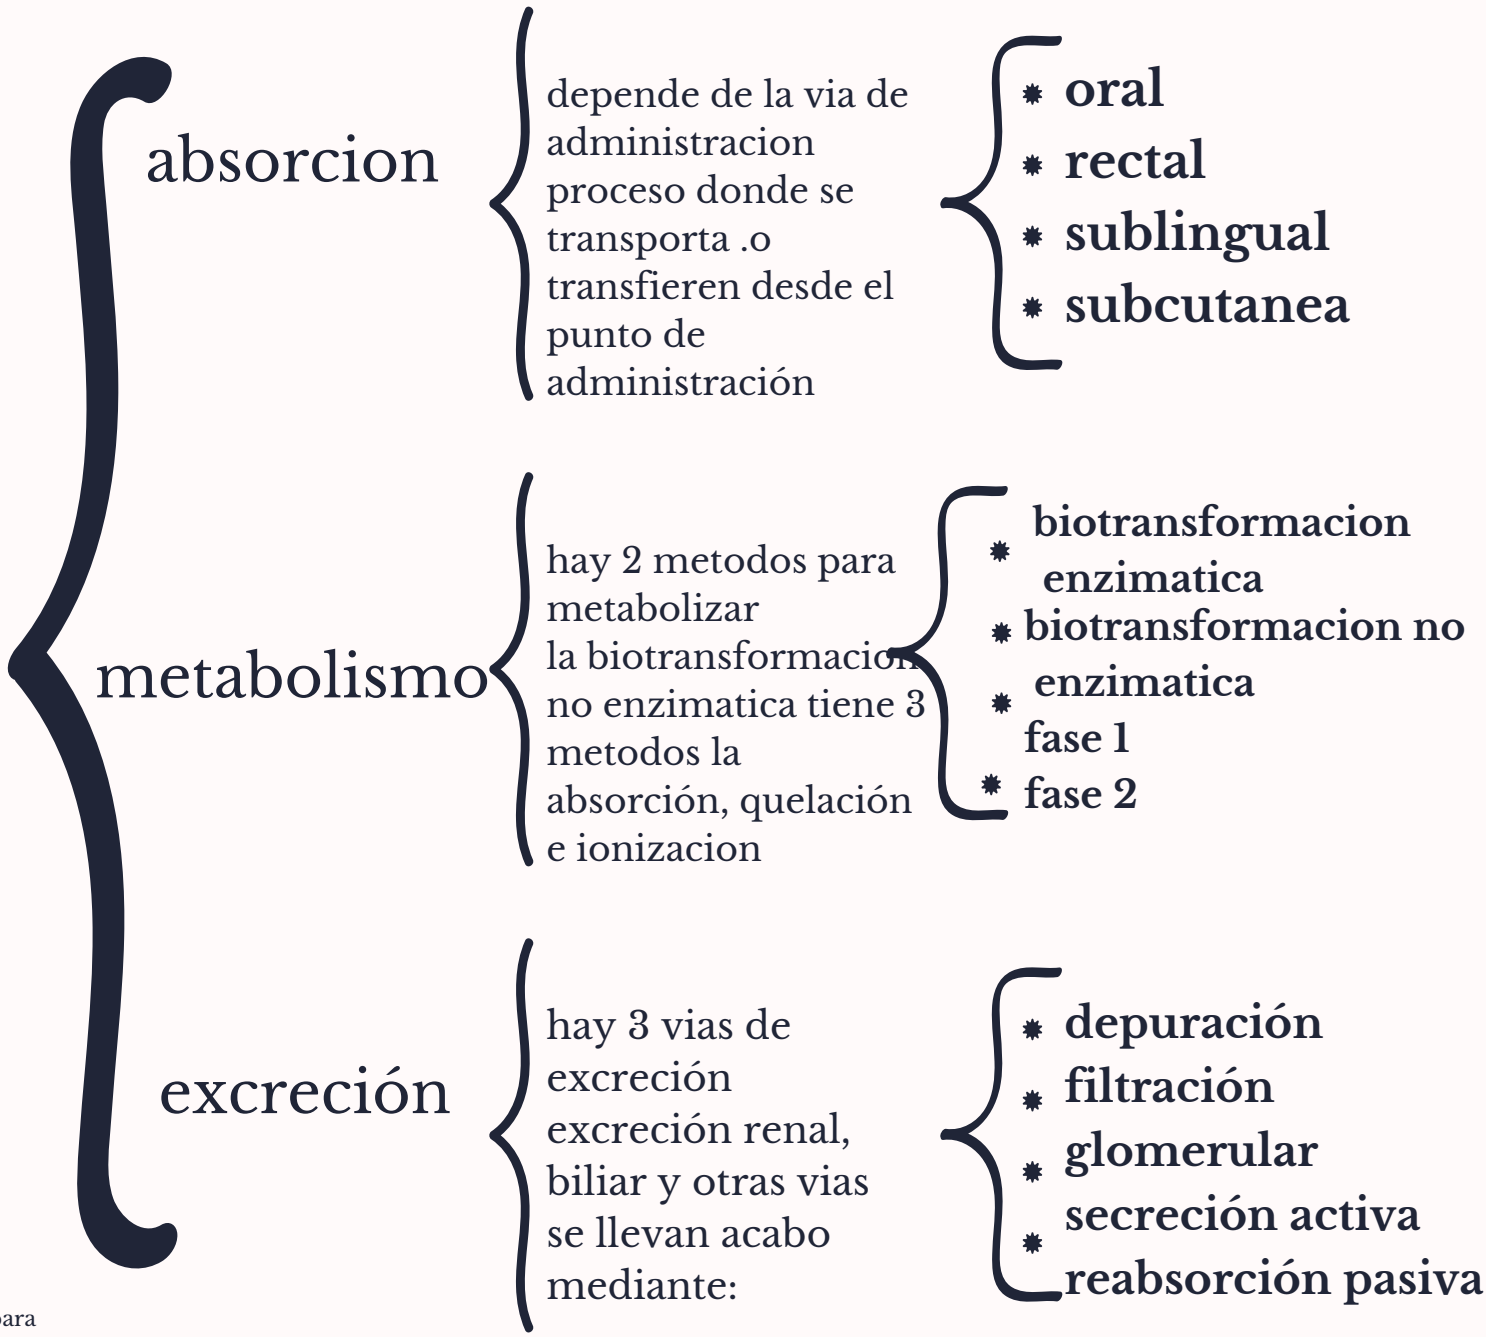 absorcion
depende de la via de
administracion
proceso donde se
transporta .o
transfieren desde el
punto de
administración
oral
rectal
sublingual
subcutanea
metabolismo
hay 2 metodos para
metabolizar
la biotransformacion
no enzimatica tiene 3
metodos la
absorción, quelación
e ionizacion
biotransformacion
enzimatica
biotransformacion no
enzimatica
fase 1
fase 2
excreción
hay 3 vias de
excreción
excreción renal,
biliar y otras vias
se llevan acabo
mediante:
depuración
filtración
glomerular
secreción activa
reabsorción pasiva